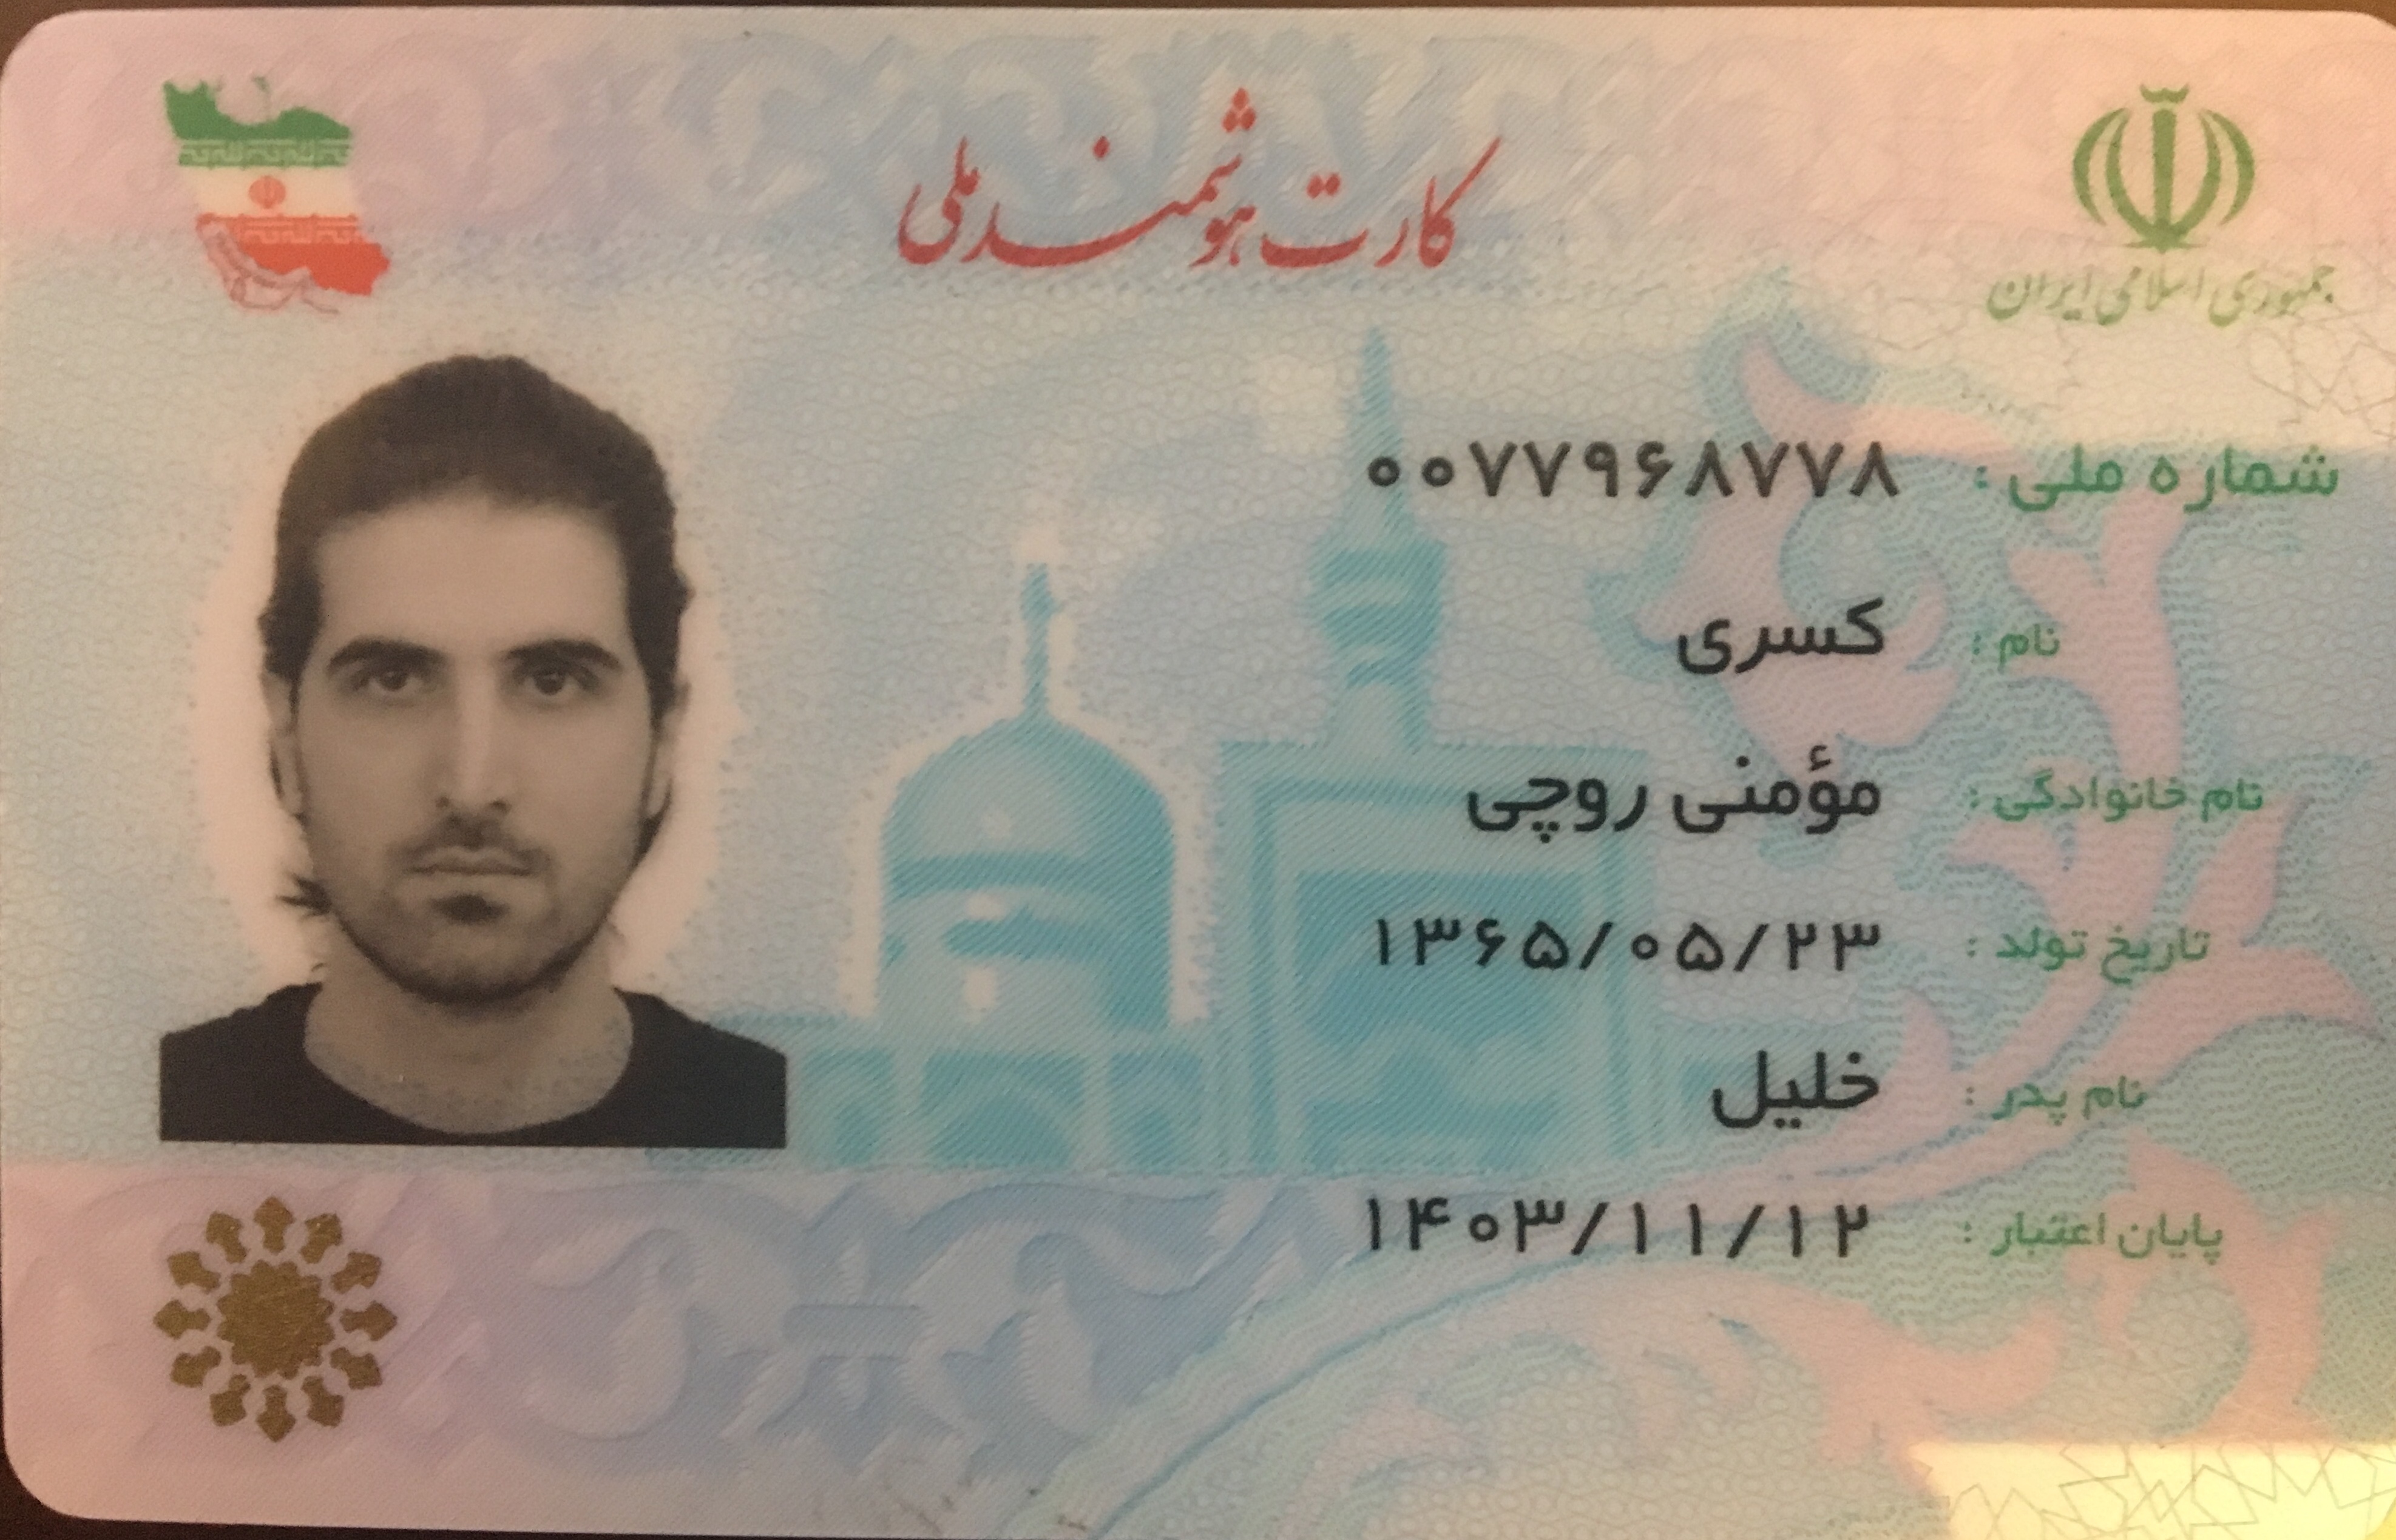 کارت هوشمند ملی
جمهوری اسلامی ایران
شماره ملی : ۰۰۷۷۹۶۸۷۷۸
نام : کسری
نام خانوادگی : مؤمنی روچی
تاریخ تولد : ۱۳۶۵/۰۵/۲۳
نام پدر : خلیل
پایان اعتبار : ۱۴۰۳/۱۱/۱۲